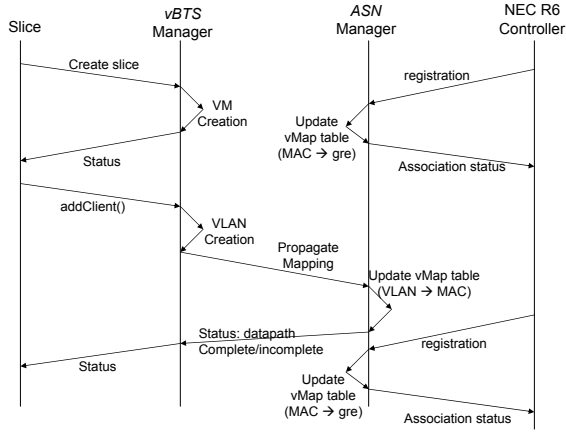 Slice
vBTS
Manager
ASN
Manager
NEC R6
Controller
Create slice
VM
Creation
Status
registration
Update
vMap table
(MAC → gre)
Association status
addClient()
VLAN
Creation
Propagate
Mapping
Update vMap table
(VLAN → MAC)
Status: datapath
Complete/incomplete
Status
registration
Update
vMap table
(MAC → gre)
Association status